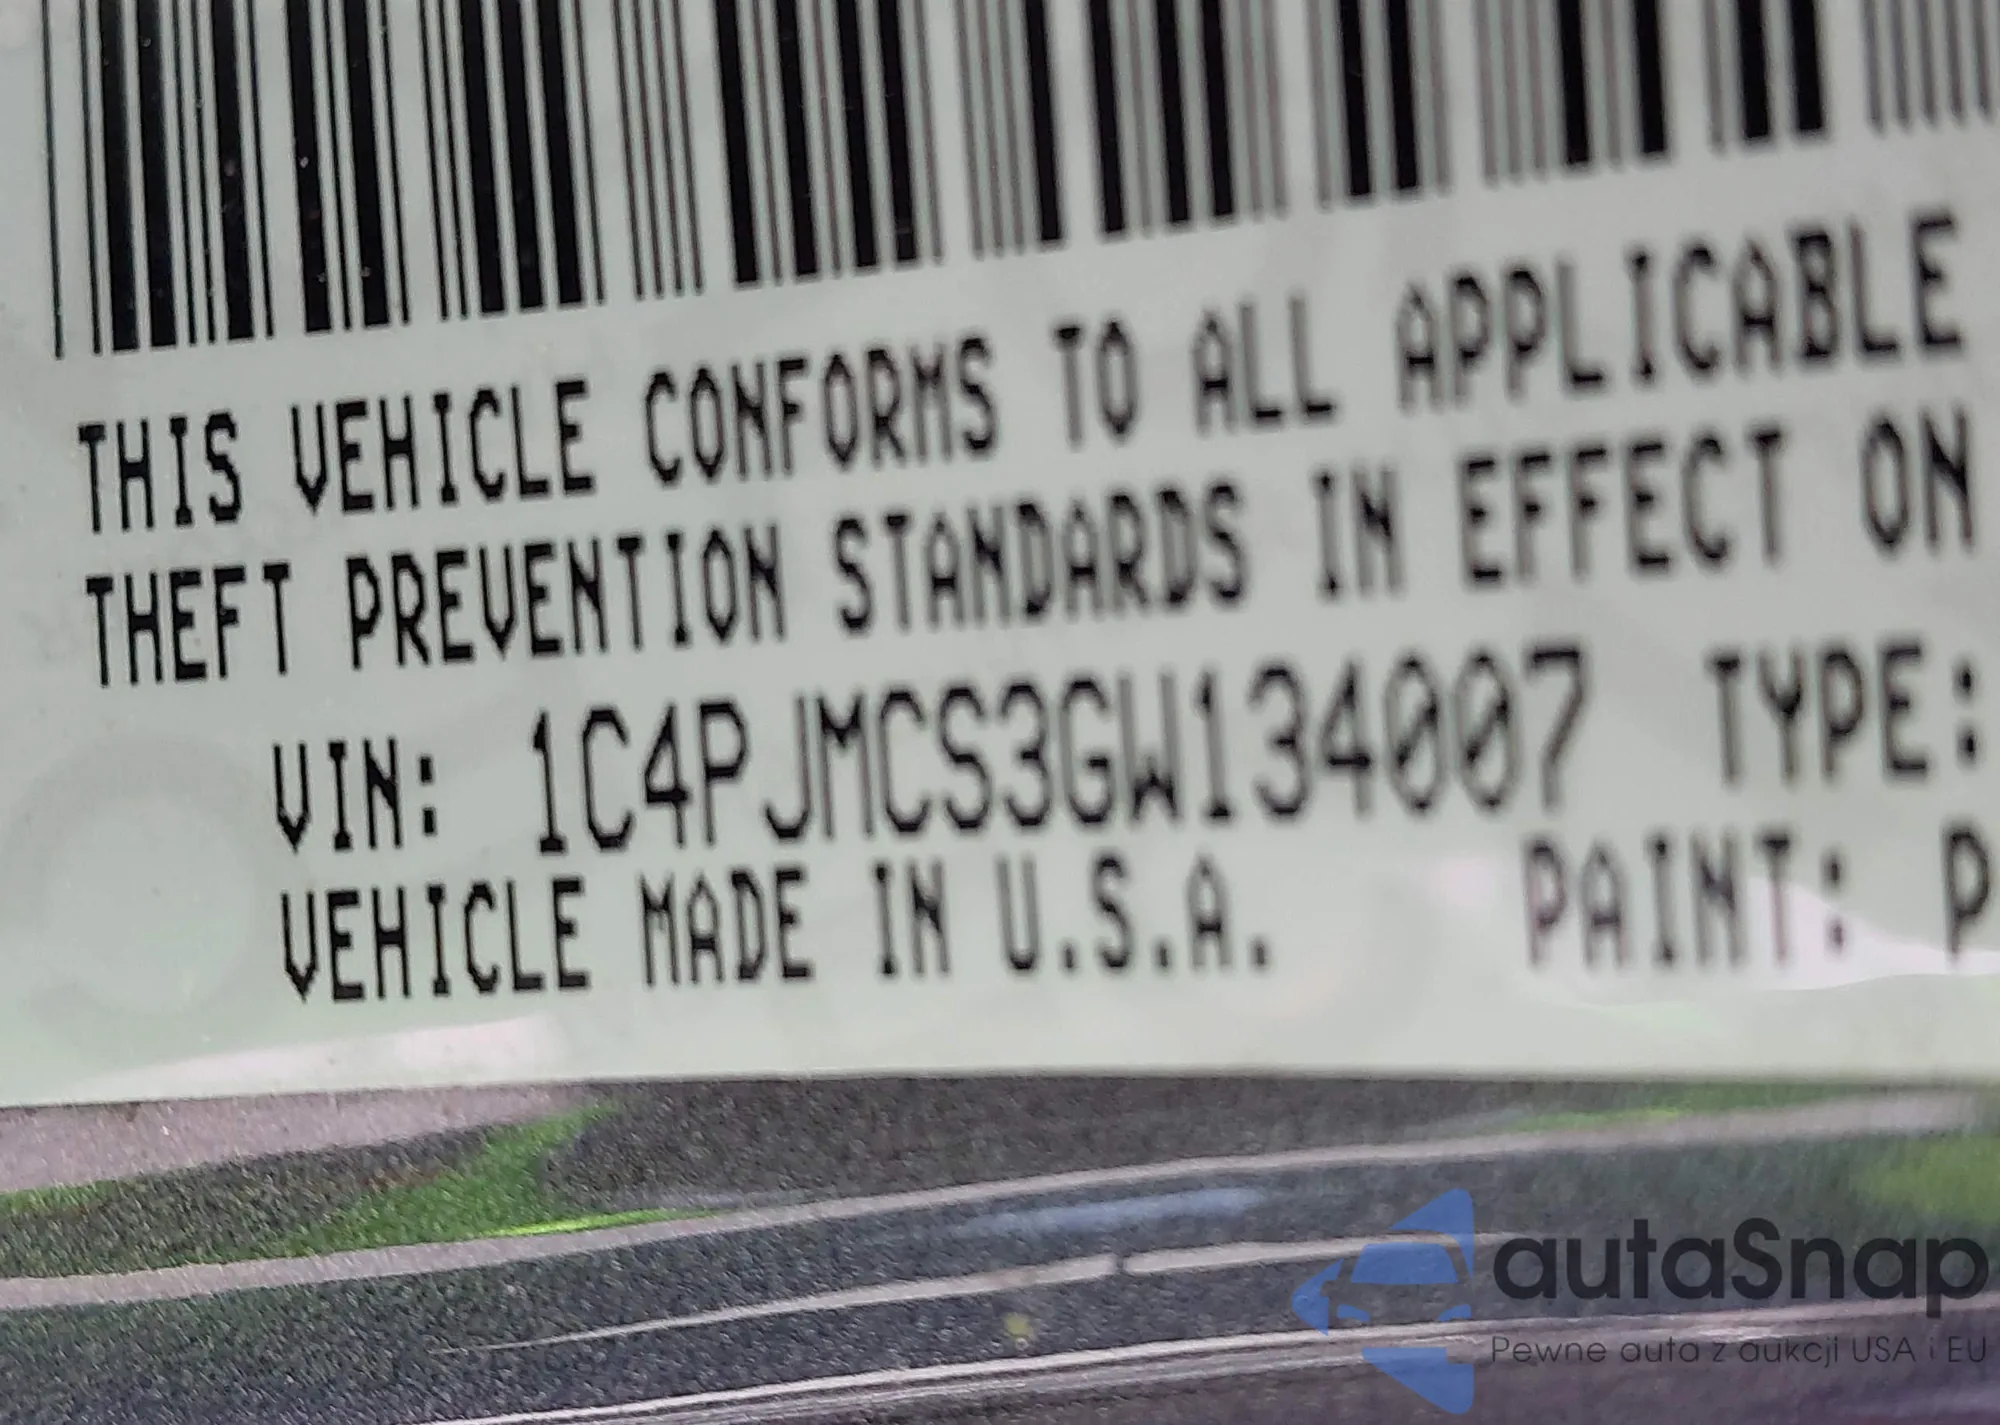 THIS VEHICLE CONFORMS TO ALL APPLICABLE
THEFT PREVENTION STANDARDS IN EFFECT ON
VIN: 1C4PJMCS3GW134007 TYPE:
VEHICLE MADE IN U.S.A. PAINT: P
autaSnap
Pewne auta z aukcji USA i EU